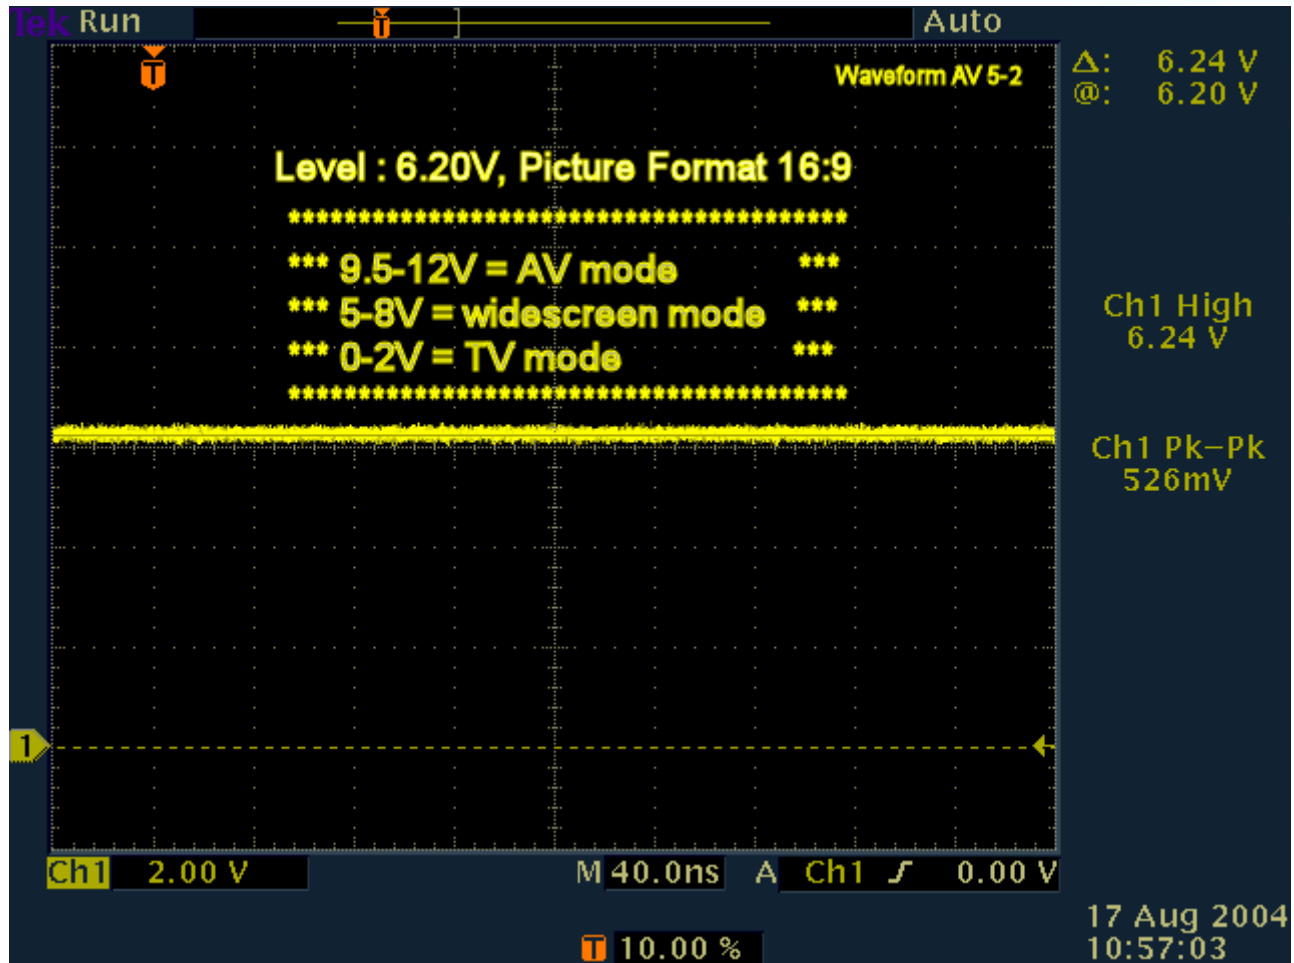 Tek Run
Auto
T
T
Waveform AV 5-2
Δ: 6.24 V
@: 6.20 V
Level : 6.20V, Picture Format 16:9
****************************************
*** 9.5-12V = AV mode ***
*** 5-8V = widescreen mode ***
*** 0-2V = TV mode ***
****************************************
Ch1 High
6.24 V
Ch1 Pk-Pk
526mV
1
Ch1 2.00 V M 40.0ns A Ch1 0.00 V
17 Aug 2004
10:57:03
T 10.00 %